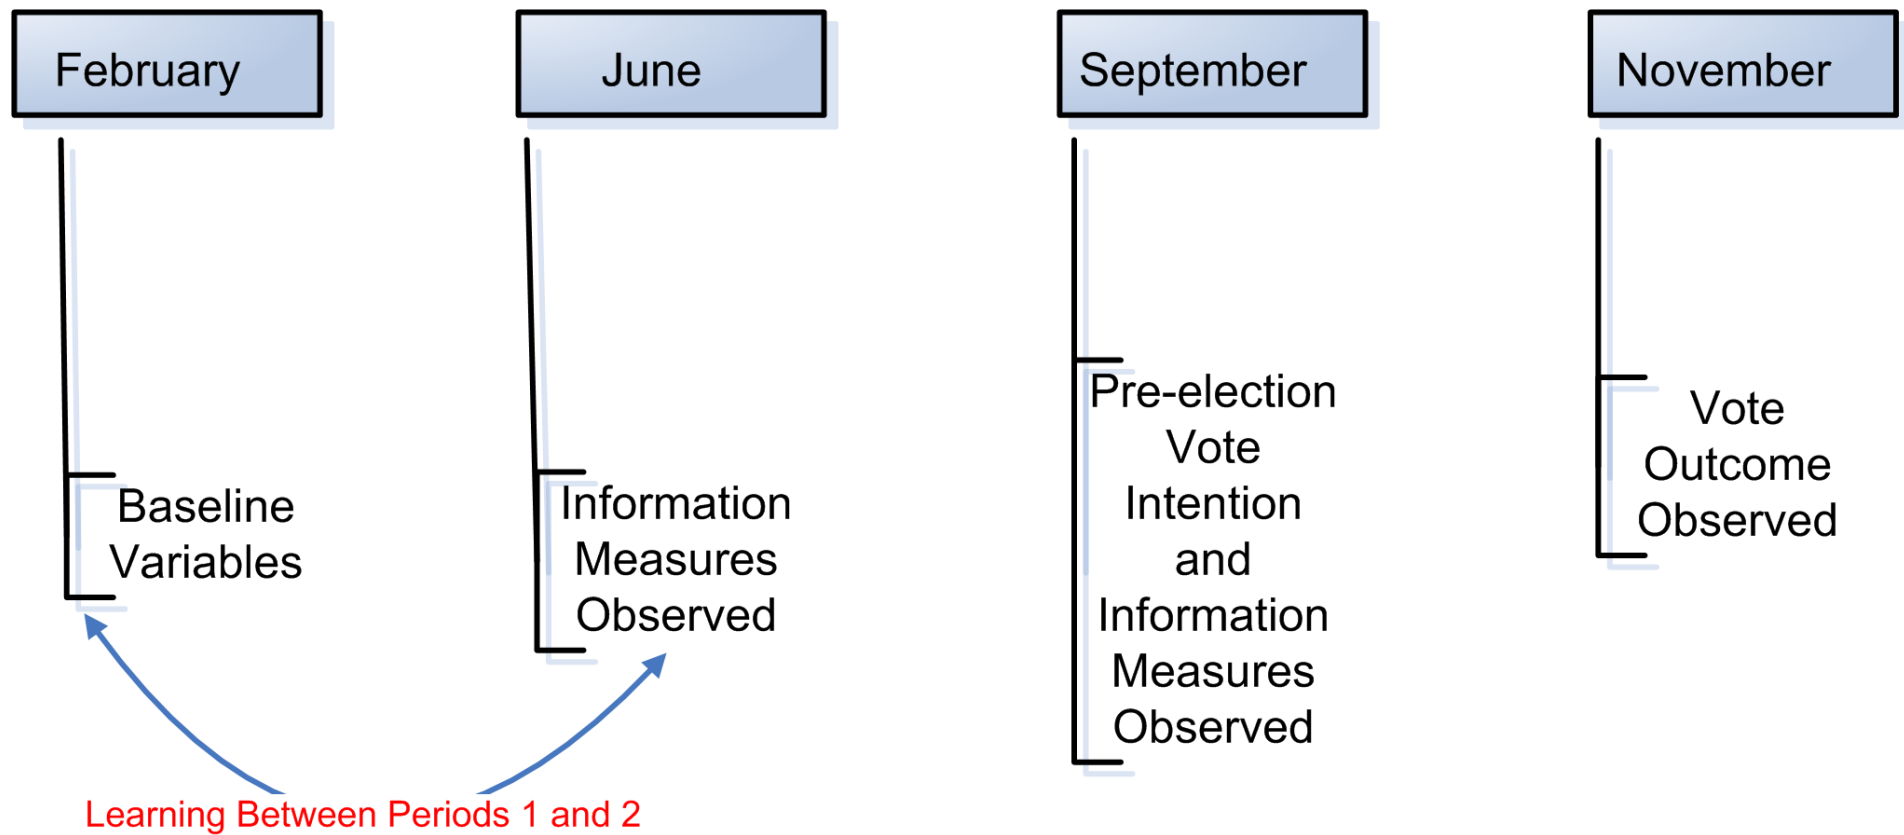 February
June
September
November
Baseline
Variables
Information
Measures
Observed
Pre-election
Vote
Intention
and
Information
Measures
Observed
Vote
Outcome
Observed
Learning Between Periods 1 and 2